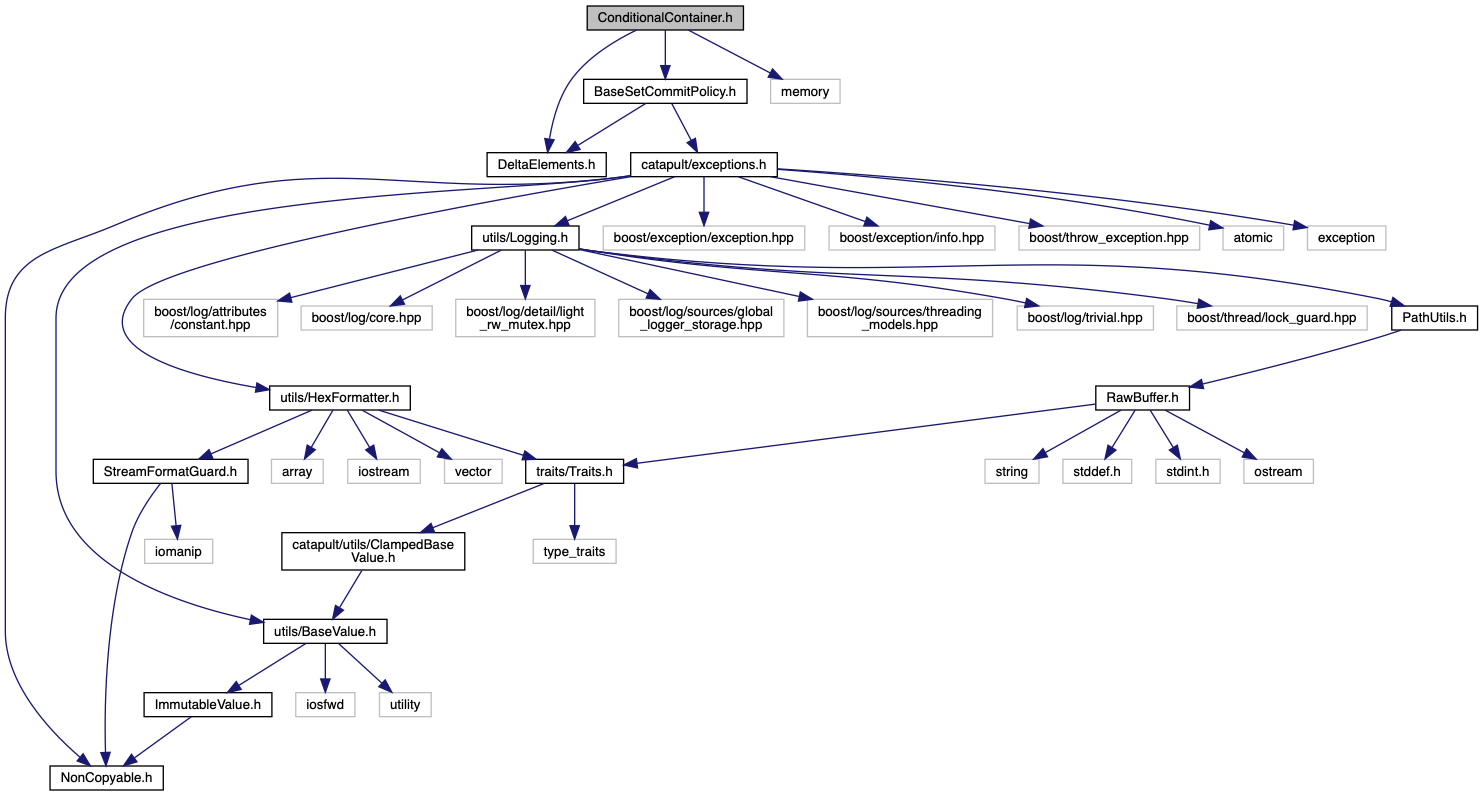 ConditionalContainer.h
BaseSetCommitPolicy.h
memory
DeltaElements.h
catapult/exceptions.h
utils/Logging.h
boost/exception/exception.hpp
boost/exception/info.hpp
boost/throw_exception.hpp
atomic
exception
boost/log/attributes
/constant.hpp
boost/log/core.hpp
boost/log/detail/light
_rw_mutex.hpp
boost/log/sources/global
_logger_storage.hpp
boost/log/sources/threading
_models.hpp
boost/log/trivial.hpp
boost/thread/lock_guard.hpp
PathUtils.h
utils/HexFormatter.h
RawBuffer.h
StreamFormatGuard.h
array
iostream
vector
traits/Traits.h
string
stddef.h
stdint.h
ostream
iomanip
catapult/utils/ClampedBase
Value.h
type_traits
utils/BaseValue.h
ImmutableValue.h
iosfwd
utility
NonCopyable.h